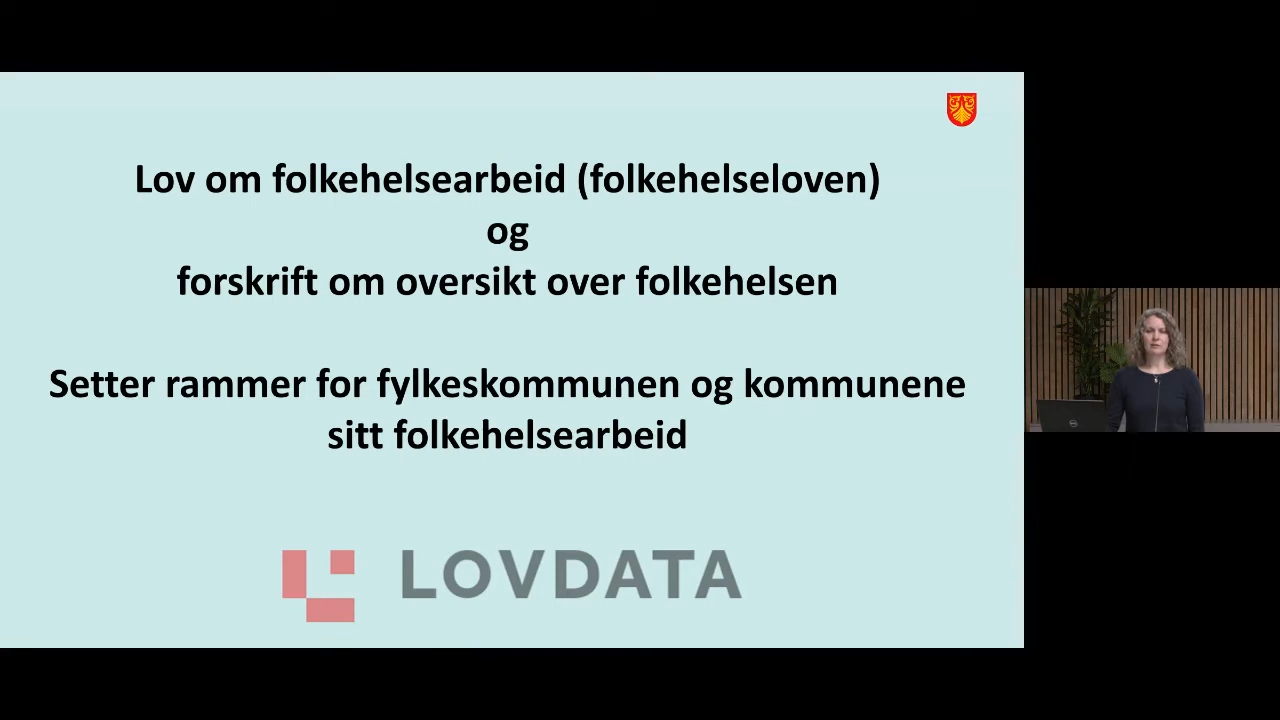 Lov om folkehelsearbeid (folkehelseloven)
og
forskrift om oversikt over folkehelsen
Setter rammer for fylkeskommunen og kommunene
sitt folkehelsearbeid
LOVDATA